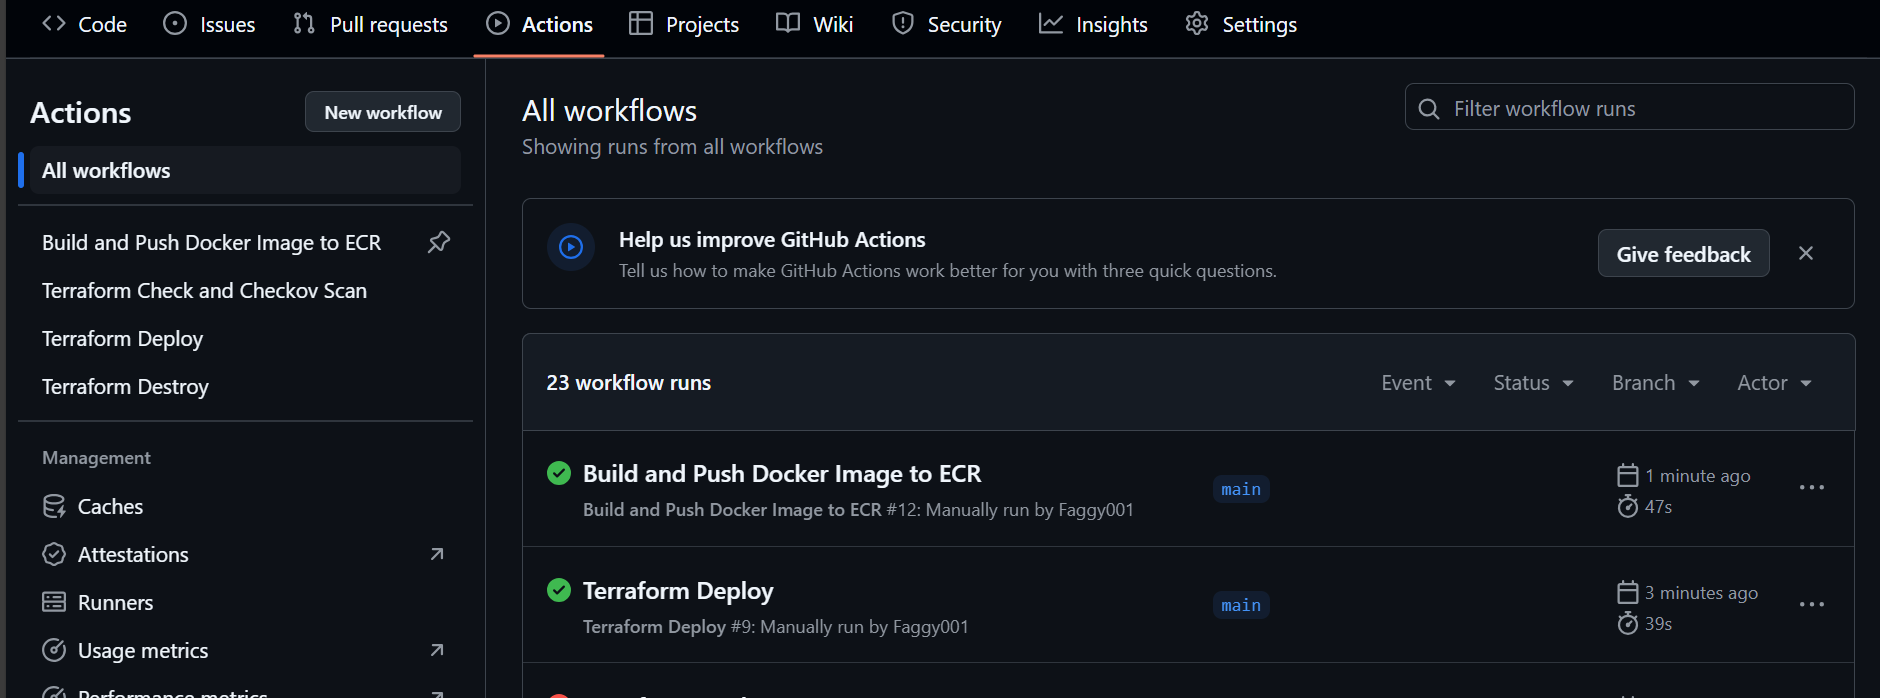 Code Issues Pull requests Actions Projects Wiki Security Insights Settings
Actions
New workflow
All workflows
Build and Push Docker Image to ECR
Terraform Check and Checkov Scan
Terraform Deploy
Terraform Destroy
Management
Caches
Attestations
Runners
Usage metrics
Performance metrics
All workflows
Showing runs from all workflows
Filter workflow runs
Help us improve GitHub Actions
Tell us how to make GitHub Actions work better for you with three quick questions.
Give feedback
23 workflow runs
Event Status Branch Actor
Build and Push Docker Image to ECR
Build and Push Docker Image to ECR #12: Manually run by Faggy001
main
1 minute ago
47s
Terraform Deploy
Terraform Deploy #9: Manually run by Faggy001
main
3 minutes ago
39s